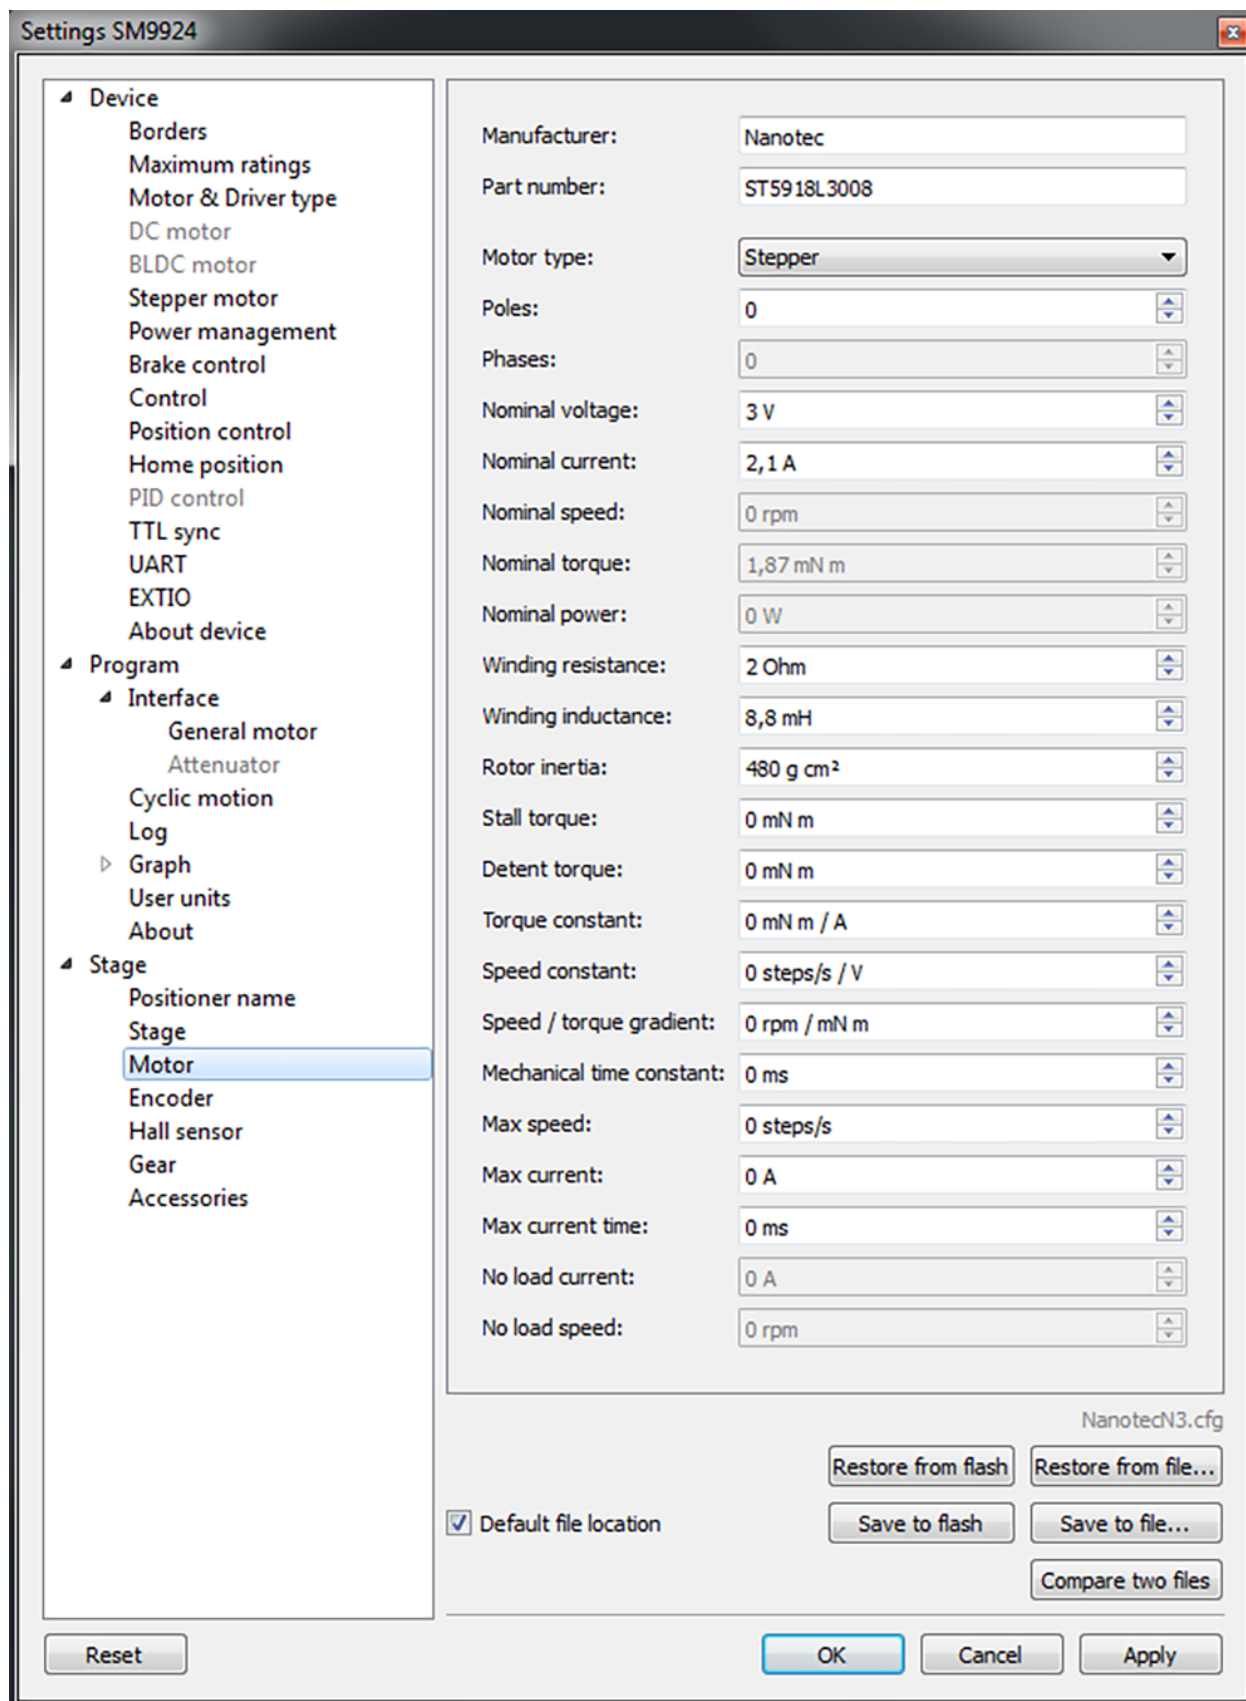 Settings SM9924
Device
Borders
Maximum ratings
Motor & Driver type
DC motor
BLDC motor
Stepper motor
Power management
Brake control
Control
Position control
Home position
PID control
TTL sync
UART
EXTIO
About device
Program
Interface
General motor
Attenuator
Cyclic motion
Log
Graph
User units
About
Stage
Positioner name
Stage
Motor
Encoder
Hall sensor
Gear
Accessories
Manufacturer: Nanotec
Part number: ST5918L3008
Motor type: Stepper
Poles: 0
Phases: 0
Nominal voltage: 3 V
Nominal current: 2,1 A
Nominal speed: 0 rpm
Nominal torque: 1,87 mN m
Nominal power: 0 W
Winding resistance: 2 Ohm
Winding inductance: 8,8 mH
Rotor inertia: 480 g cm²
Stall torque: 0 mN m
Detent torque: 0 mN m
Torque constant: 0 mN m / A
Speed constant: 0 steps/s / V
Speed / torque gradient: 0 rpm / mN m
Mechanical time constant: 0 ms
Max speed: 0 steps/s
Max current: 0 A
Max current time: 0 ms
No load current: 0 A
No load speed: 0 rpm
NanotecN3.cfg
Restore from flash Restore from file...
Default file location Save to flash Save to file...
Compare two files
Reset OK Cancel Apply